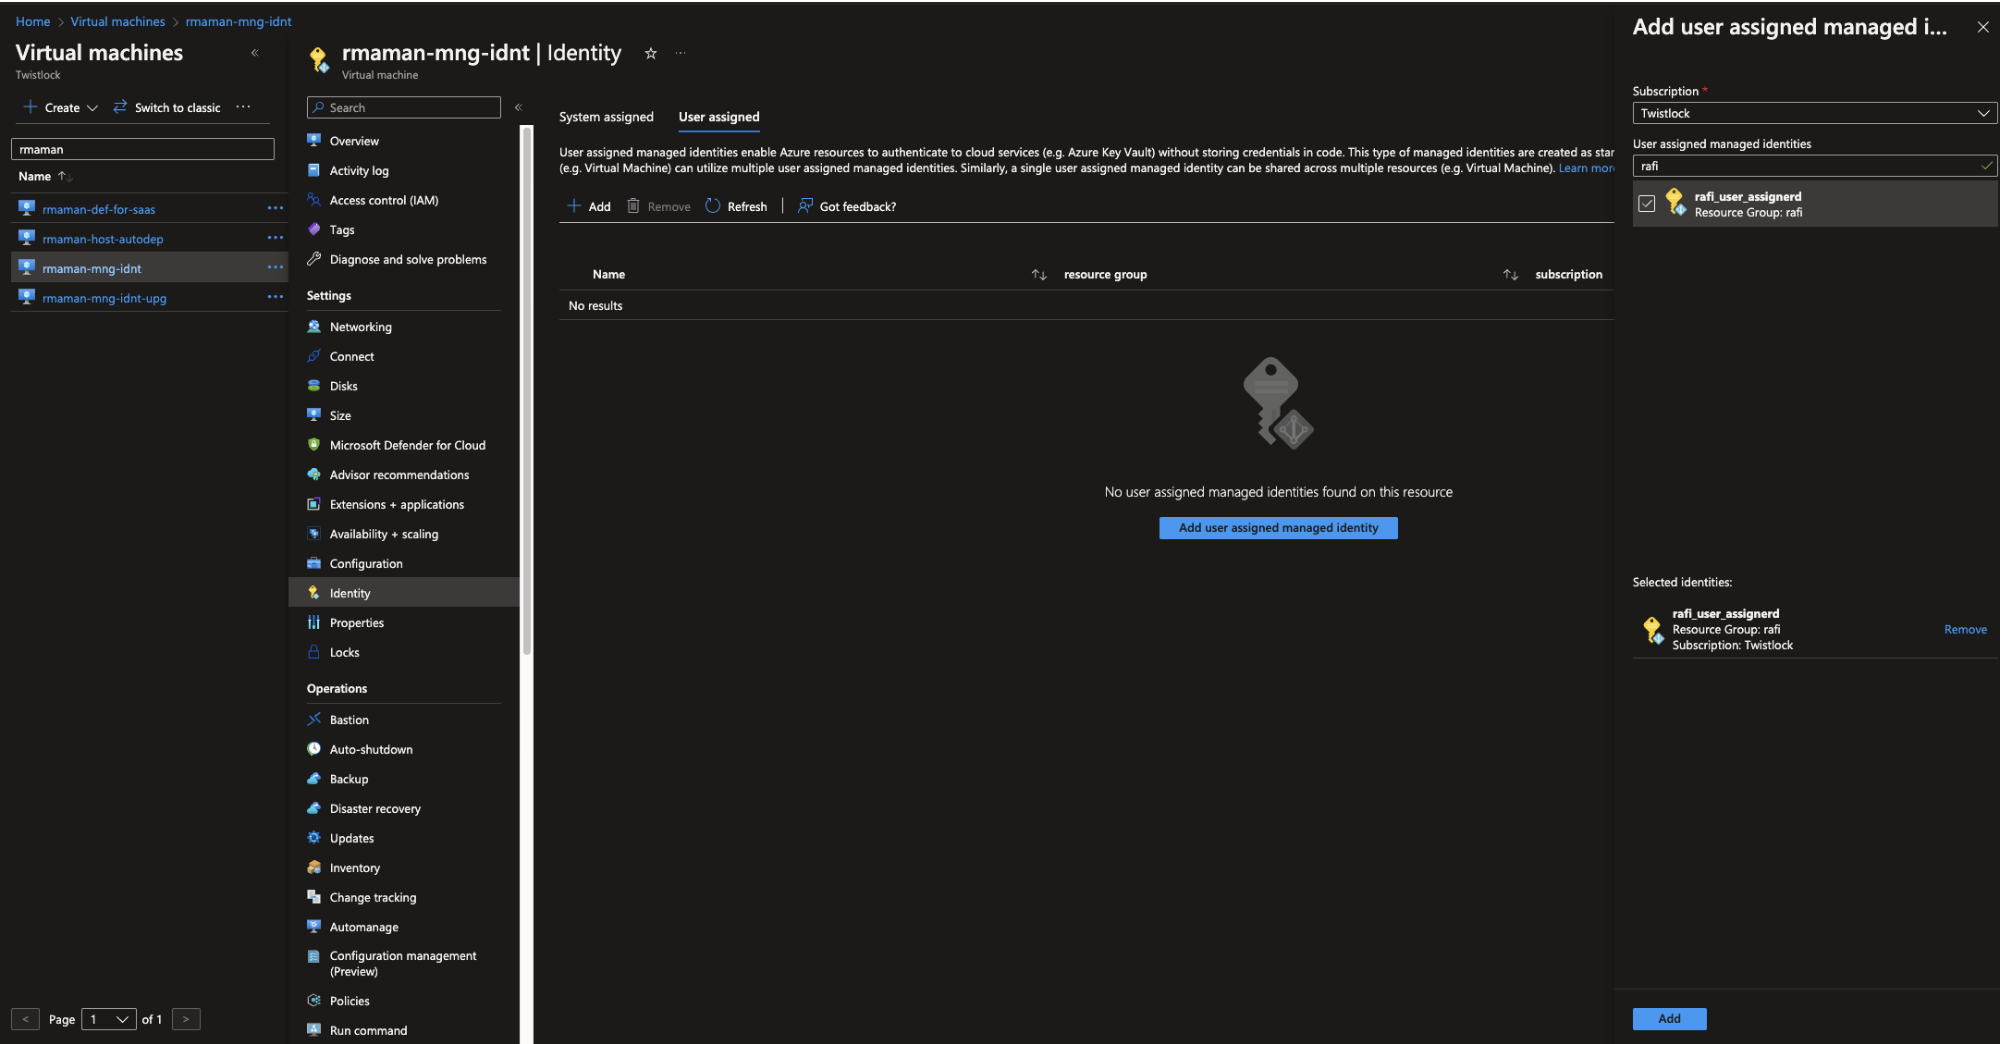 Home > Virtual machines > rmaman-mng-idnt
Virtual machines
Twistlock
Create
Switch to classic
rmaman
Name
rmaman-def-for-saas
rmaman-host-autodep
rmaman-mng-idnt
rmaman-mng-idnt-upg
< Page 1 of 1 >
rmaman-mng-idnt | Identity
Virtual machine
Search
Overview
Activity log
Access control (IAM)
Tags
Diagnose and solve problems
Settings
Networking
Connect
Disks
Size
Microsoft Defender for Cloud
Advisor recommendations
Extensions + applications
Availability + scaling
Configuration
Identity
Properties
Locks
Operations
Bastion
Auto-shutdown
Backup
Disaster recovery
Updates
Inventory
Change tracking
Automanage
Configuration management
(Preview)
Policies
Run command
System assigned User assigned
User assigned managed identities enable Azure resources to authenticate to cloud services (e.g. Azure Key Vault) without storing credentials in code. This type of managed identities are created as star
(e.g. Virtual Machine) can utilize multiple user assigned managed identities. Similarly, a single user assigned managed identity can be shared across multiple resources (e.g. Virtual Machine). Learn more
Add Remove Refresh | Got feedback?
Name resource group subscription
No results
No user assigned managed identities found on this resource
Add user assigned managed identity
Add user assigned managed i...
Subscription *
Twistlock
User assigned managed identities
rafi
rafi_user_assignerd
Resource Group: rafi
Selected identities:
rafi_user_assignerd
Resource Group: rafi
Remove
Subscription: Twistlock
Add